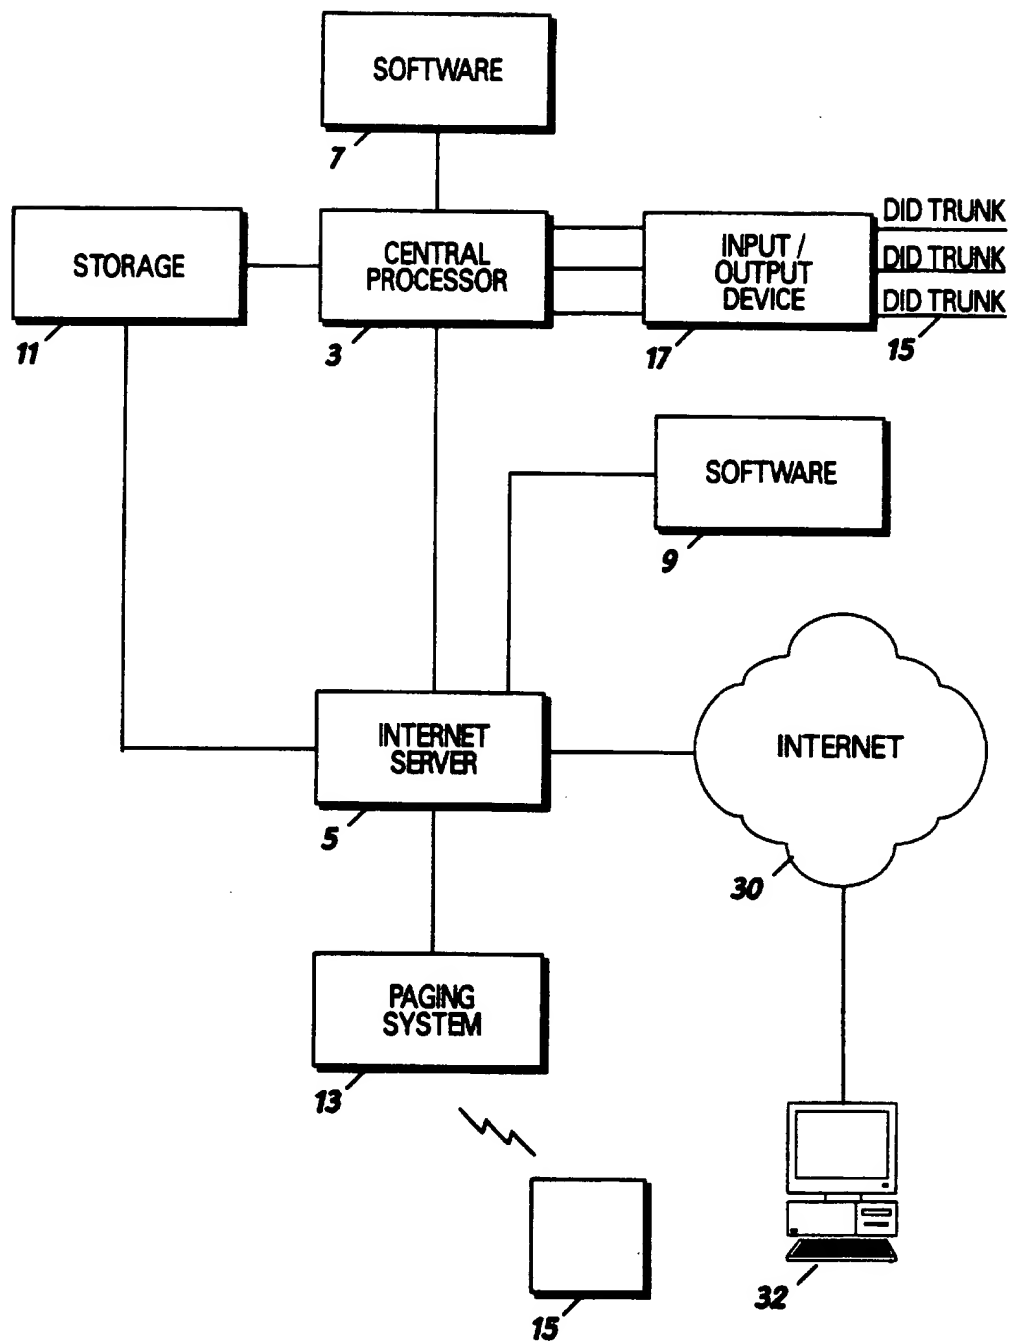 SOFTWARE
7
STORAGE
11
CENTRAL
PROCESSOR
3
INPUT /
OUTPUT
DEVICE
17
DID TRUNK
DID TRUNK
DID TRUNK
15
SOFTWARE
9
INTERNET
SERVER
5
INTERNET
30
PAGING
SYSTEM
13
15
32